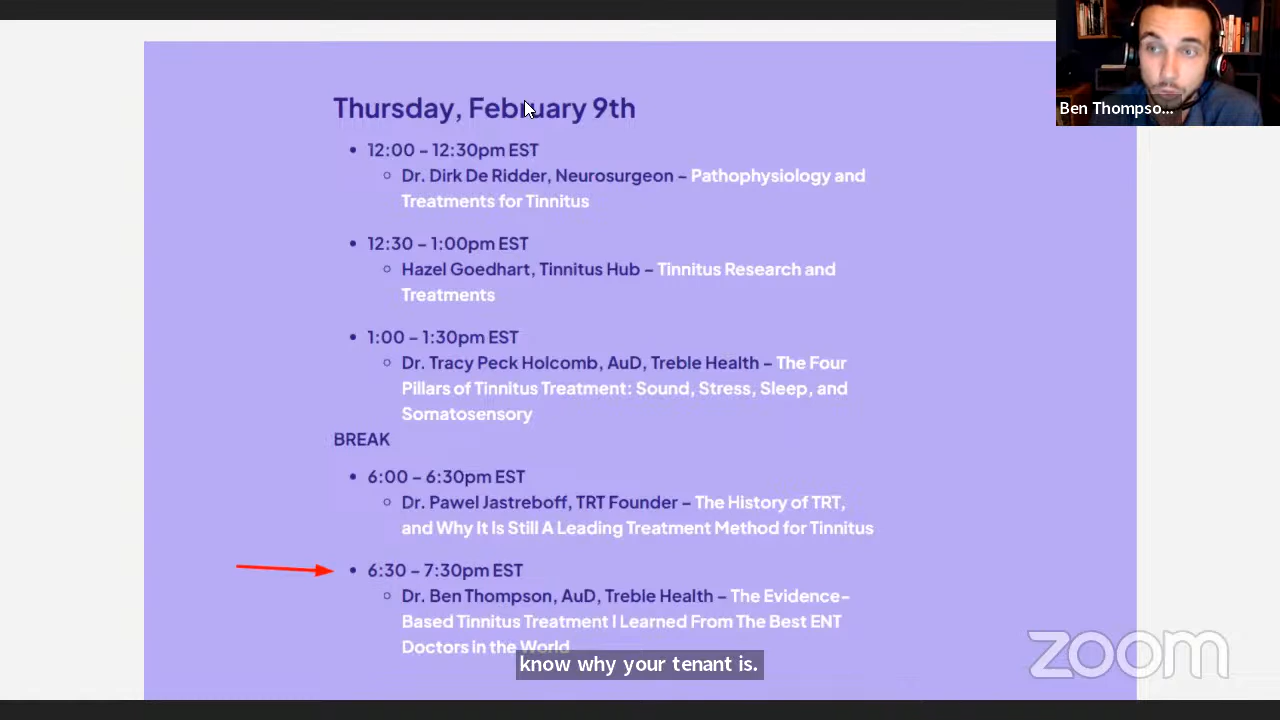 Thursday, February 9th
12:00 – 12:30pm EST
Dr. Dirk De Ridder, Neurosurgeon – Pathophysiology and
Treatments for Tinnitus
12:30 – 1:00pm EST
Hazel Goedhart, Tinnitus Hub – Tinnitus Research and
Treatments
1:00 – 1:30pm EST
Dr. Tracy Peck Holcomb, AuD, Treble Health – The Four
Pillars of Tinnitus Treatment: Sound, Stress, Sleep, and
Somatosensory
BREAK
6:00 – 6:30pm EST
Dr. Pawel Jastreboff, TRT Founder – The History of TRT,
and Why It Is Still A Leading Treatment Method for Tinnitus
6:30 – 7:30pm EST
Dr. Ben Thompson, AuD, Treble Health – The Evidence-
Based Tinnitus Treatment I Learned From The Best ENT
Doctors in the World
know why your tenant is.
Ben Thompso...
zoom